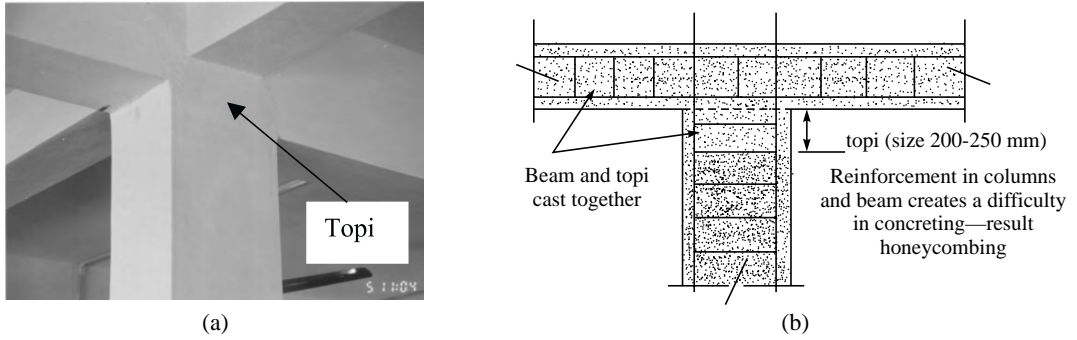 Topi
5 11:04
(a)
Beam and topi
cast together
topi (size 200-250 mm)
Reinforcement in columns
and beam creates a difficulty
in concreting—result
honeycombing
(b)